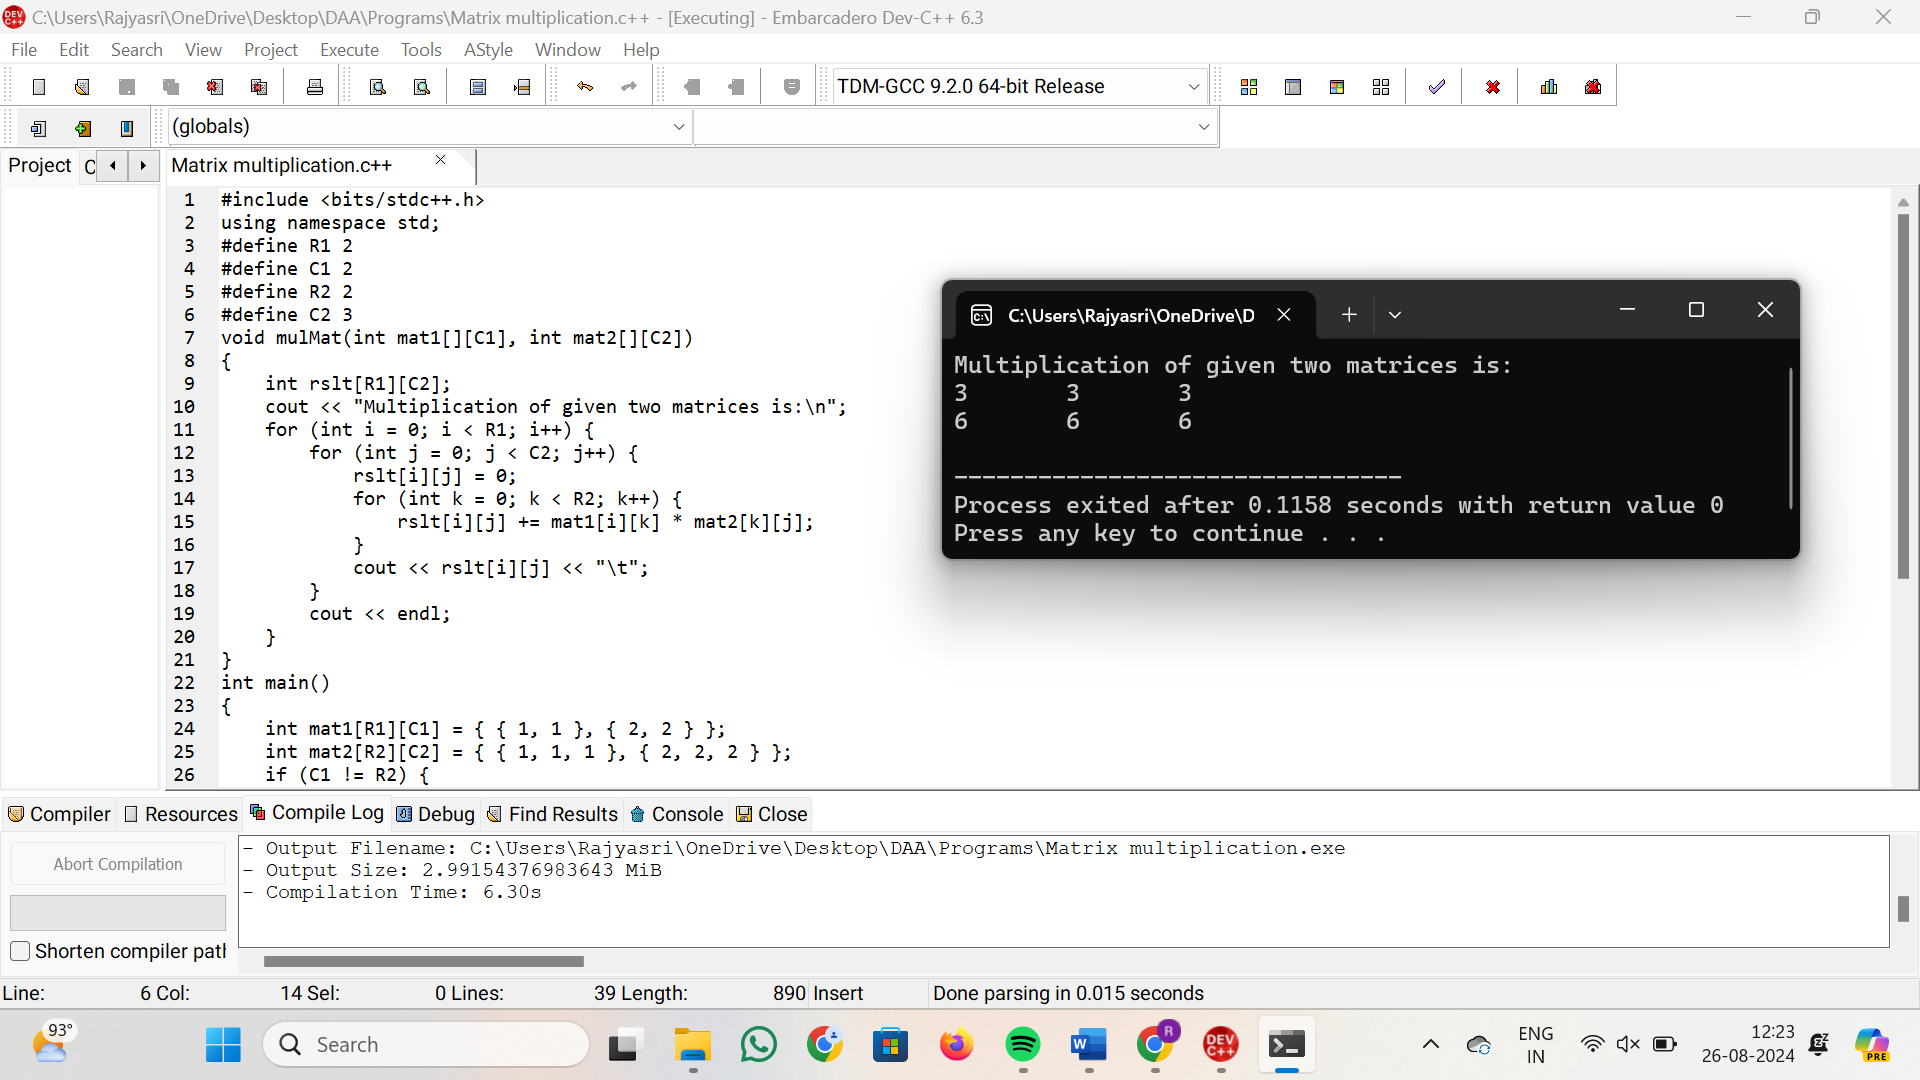 C:\Users\Rajyasri\OneDrive\Desktop\DAA\Programs\Matrix multiplication.c++ - [Executing] - Embarcadero Dev-C++ 6.3
File Edit Search View Project Execute Tools AStyle Window Help
TDM-GCC 9.2.0 64-bit Release
(globals)
Project
Matrix multiplication.c++
1 #include <bits/stdc++.h>
2 using namespace std;
3 #define R1 2
4 #define C1 2
5 #define R2 2
6 #define C2 3
7 void mulMat(int mat1[][C1], int mat2[][C2])
8 {
9     int rslt[R1][C2];
10     cout << "Multiplication of given two matrices is:\n";
11     for (int i = 0; i < R1; i++) {
12         for (int j = 0; j < C2; j++) {
13             rslt[i][j] = 0;
14             for (int k = 0; k < R2; k++) {
15                 rslt[i][j] += mat1[i][k] * mat2[k][j];
16             }
17             cout << rslt[i][j] << "\t";
18         }
19         cout << endl;
20     }
21 }
22 int main()
23 {
24     int mat1[R1][C1] = { { 1, 1 }, { 2, 2 } };
25     int mat2[R2][C2] = { { 1, 1, 1 }, { 2, 2, 2 } };
26     if (C1 != R2) {
C:\Users\Rajyasri\OneDrive\D
Multiplication of given two matrices is:
3 3 3
6 6 6
--------------------------------
Process exited after 0.1158 seconds with return value 0
Press any key to continue . . .
Compiler Resources Compile Log Debug Find Results Console Close
Abort Compilation
Shorten compiler path
- Output Filename: C:\Users\Rajyasri\OneDrive\Desktop\DAA\Programs\Matrix multiplication.exe
- Output Size: 2.99154376983643 MiB
- Compilation Time: 6.30s
Line: 6 Col: 14 Sel: 0 Lines: 39 Length: 890 Insert Done parsing in 0.015 seconds
93°
Search
R
DEV C++
ENG
IN
12:23
26-08-2024
PRE